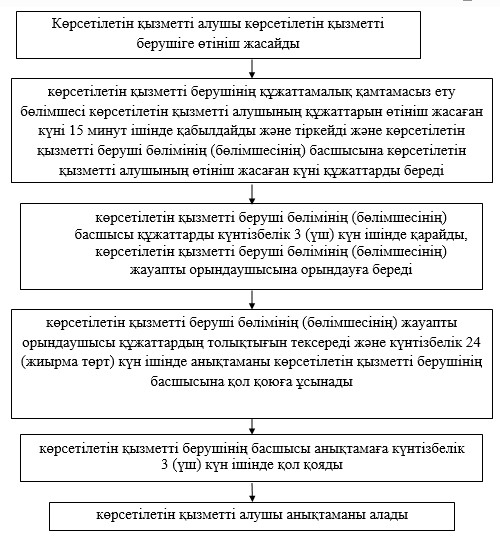 Көрсетілетін қызметті алушы көрсетілетін қызметті
берушіге өтініш жасайды
көрсетілетін қызметті берушінің құжаттамалық қамтамасыз ету
бөлімшесі көрсетілетін қызметті алушының құжаттарын өтініш жасаған
күні 15 минут ішінде қабылдайды және тіркейді және көрсетілетін
қызметті беруші бөлімінің (бөлімшесінің) басшысына көрсетілетін
қызметті алушының өтініш жасаған күні құжаттарды береді
көрсетілетін қызметті беруші бөлімінің (бөлімшесінің)
басшысы құжаттарды күнтізбелік 3 (үш) күн ішінде қарайды,
көрсетілетін қызметті беруші бөлімінің (бөлімшесінің)
жауапты орындаушысына орындауға береді
көрсетілетін қызметті беруші бөлімінің (бөлімшесінің) жауапты
орындаушысы құжаттардың толықтығын тексереді және күнтізбелік 24
(жиырма төрт) күн ішінде анықтаманы көрсетілетін қызметті берушінің
басшысына қол қоюға ұсынады
көрсетілетін қызметті берушінің басшысы анықтамаға күнтізбелік
3 (үш) күн ішінде қол қояды
көрсетілетін қызметті алушы анықтаманы алады